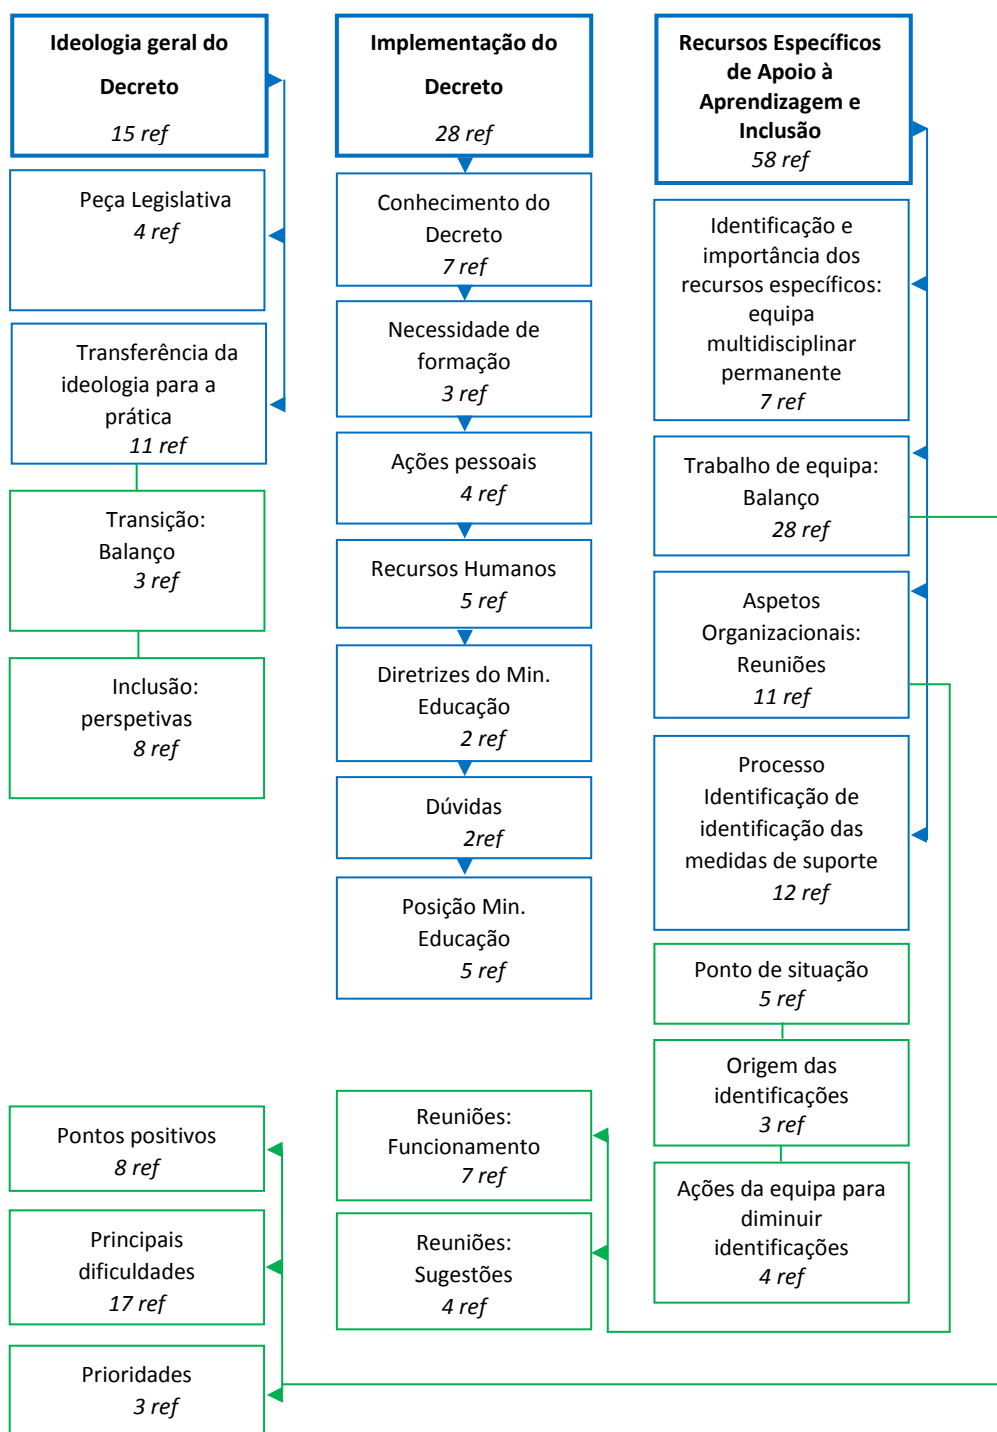 Ideologia geral do
Decreto
15 ref
Peça Legislativa
4 ref
Transferência da
ideologia para a
prática
11 ref
Transição:
Balanço
3 ref
Inclusão:
perspetivas
8 ref
Implementação do
Decreto
28 ref
Conhecimento do
Decreto
7 ref
Necessidade de
formação
3 ref
Ações pessoais
4 ref
Recursos Humanos
5 ref
Diretrizes do Min.
Educação
2 ref
Dúvidas
2ref
Posição Min.
Educação
5 ref
Recursos Específicos
de Apoio à
Aprendizagem e
Inclusão
58 ref
Identificação e
importância dos
recursos específicos:
equipa
multidisciplinar
permanente
7 ref
Trabalho de equipa:
Balanço
28 ref
Aspetos
Organizacionais:
Reuniões
11 ref
Processo
Identificação de
identificação das
medidas de suporte
12 ref
Ponto de situação
5 ref
Origem das
identificações
3 ref
Ações da equipa para
diminuir
identificações
4 ref
Reuniões:
Funcionamento
7 ref
Reuniões:
Sugestões
4 ref
Pontos positivos
8 ref
Principais
dificuldades
17 ref
Prioridades
3 ref